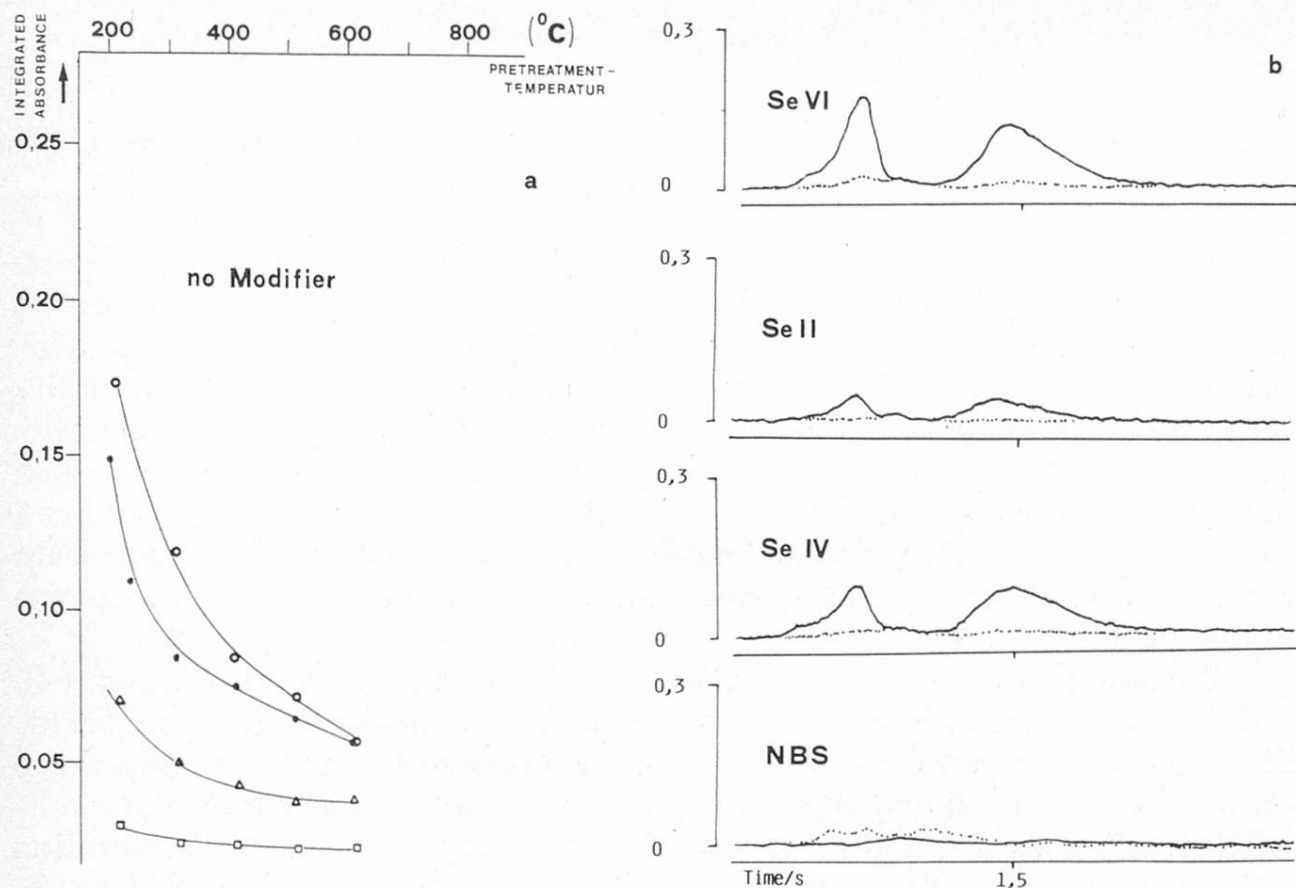 INTEGRATED
ABSORBANCE
200 400 600 800 (°C)
PRETREATMENT-
TEMPERATUR
a
0,25
no Modifier
0,20
0,15
0,10
0.05
b
0,3
Se VI
0
0,3
Se II
0
0,3
Se IV
0
0,3
NBS
0
Time/s 1,5